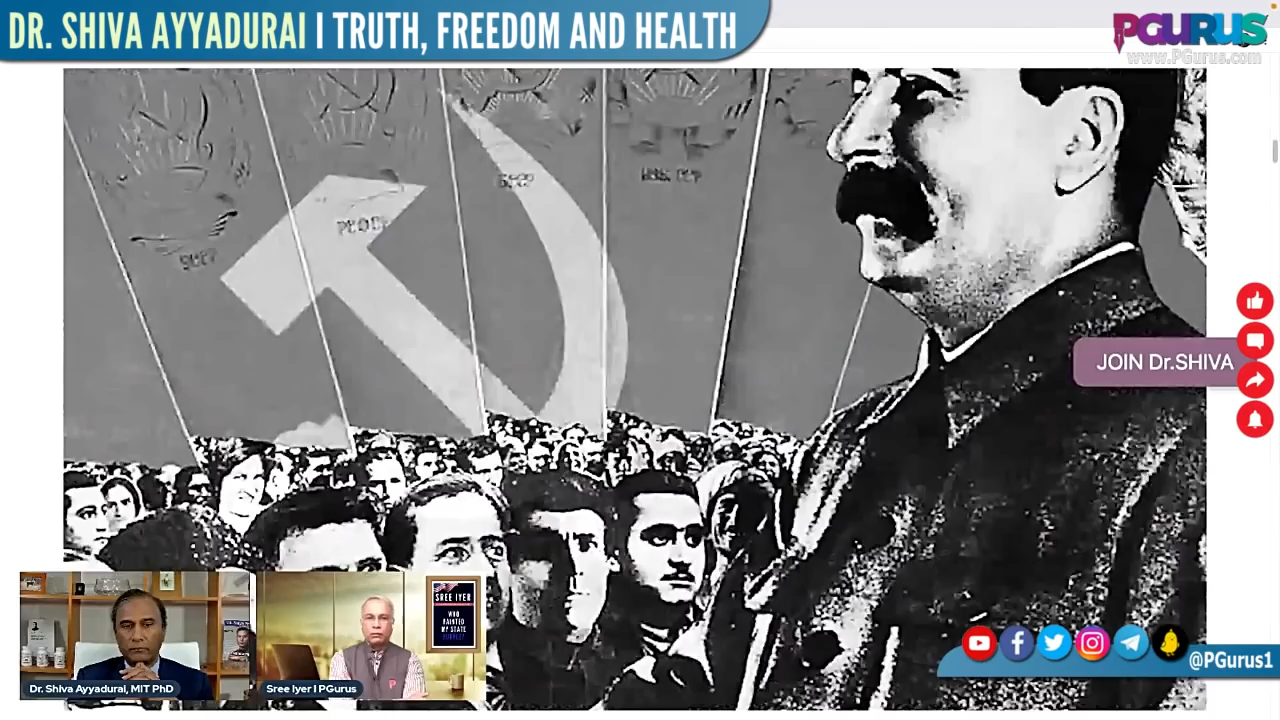 DR. SHIVA AYYADURAI I TRUTH, FREEDOM AND HEALTH
PGURUS
www.PGurus.com
JOIN Dr.SHIVA
SREE IYER
WHO
PAINTED
MY STATE
Dr. Shiva Ayyadurai, MIT PhD
Sree Iyer I PGurus
@PGurus1